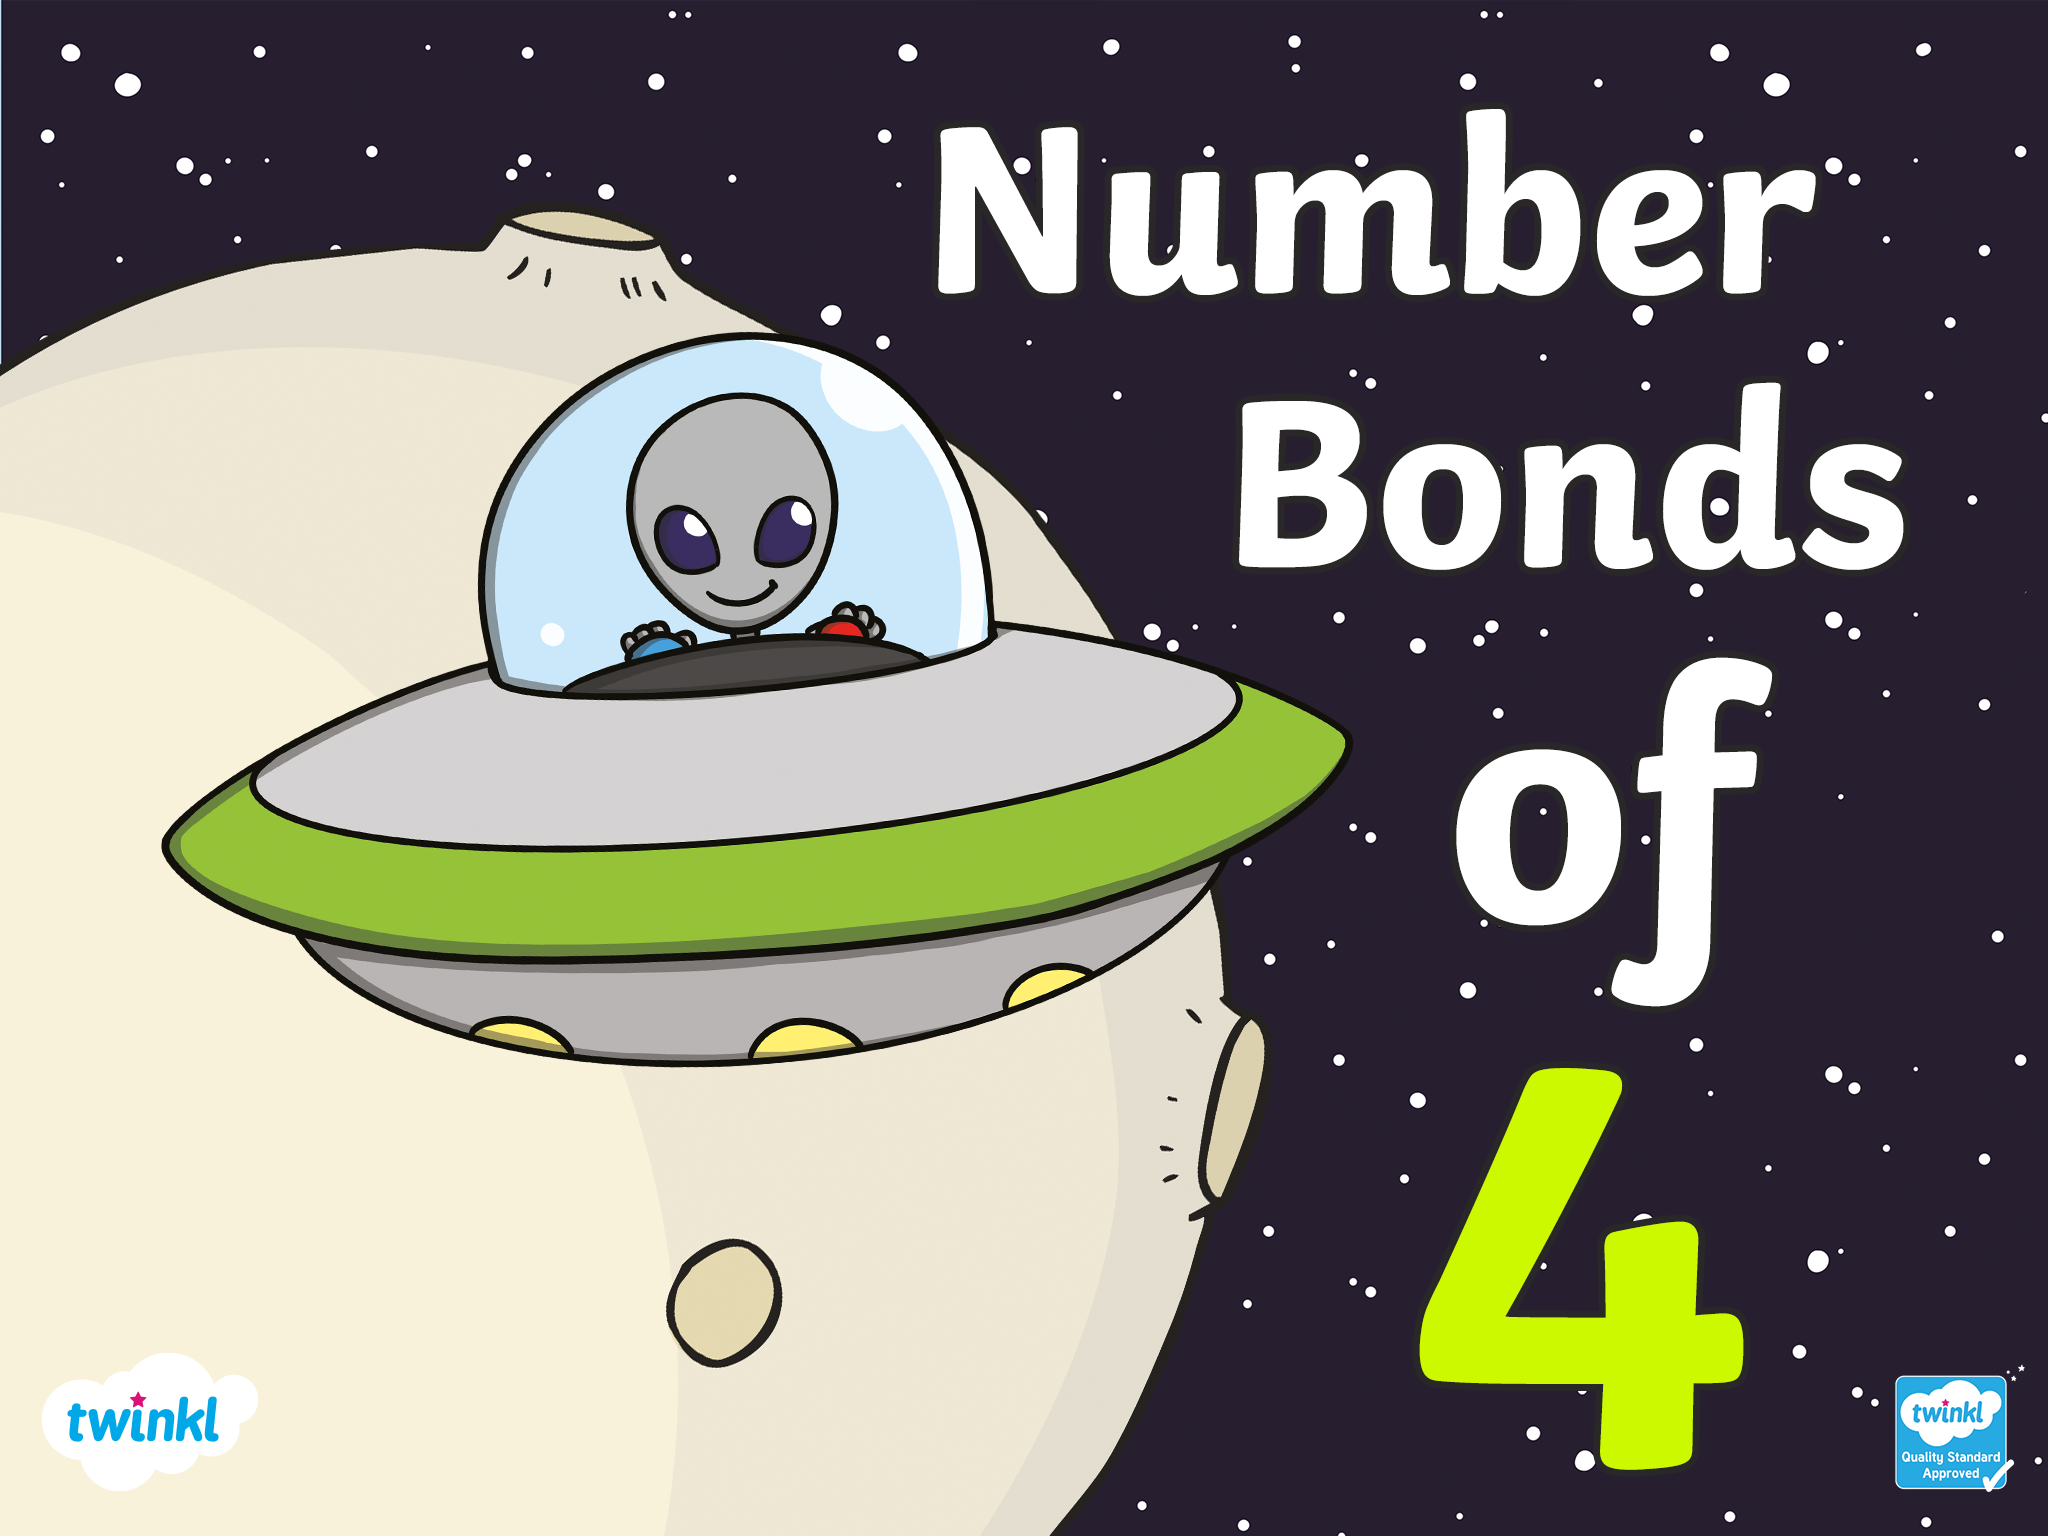 Number
Bonds
of
4
twinkl
twinkl
Quality Standard
Approved